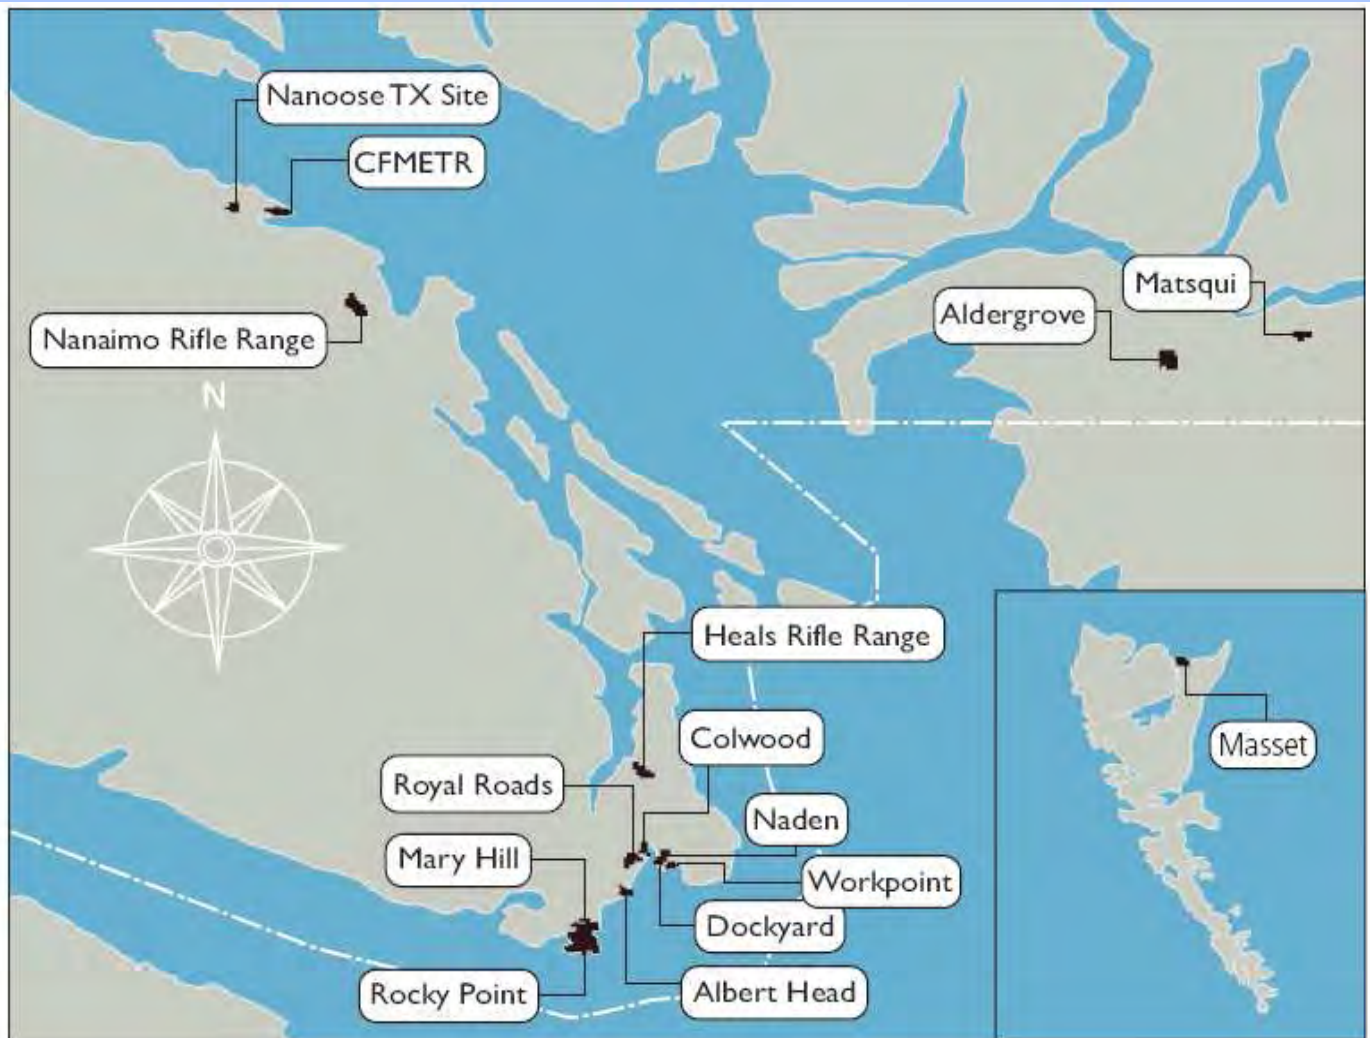 Nanoose TX Site
CFMETR
Matsqui
Aldergrove
Nanaimo Rifle Range
N
Heals Rifle Range
Colwood
Masset
Royal Roads
Naden
Mary Hill
Workpoint
Dockyard
Rocky Point
Albert Head